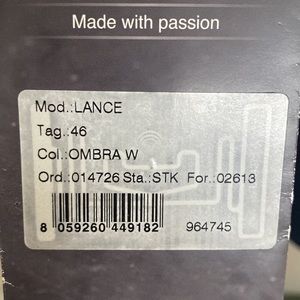 Made with passion
Mod.:LANCE
Tag.:46
Col.:OMBRA W
Ord.:014726 Sta.:STK For.:02613
8 059260 449182 964745